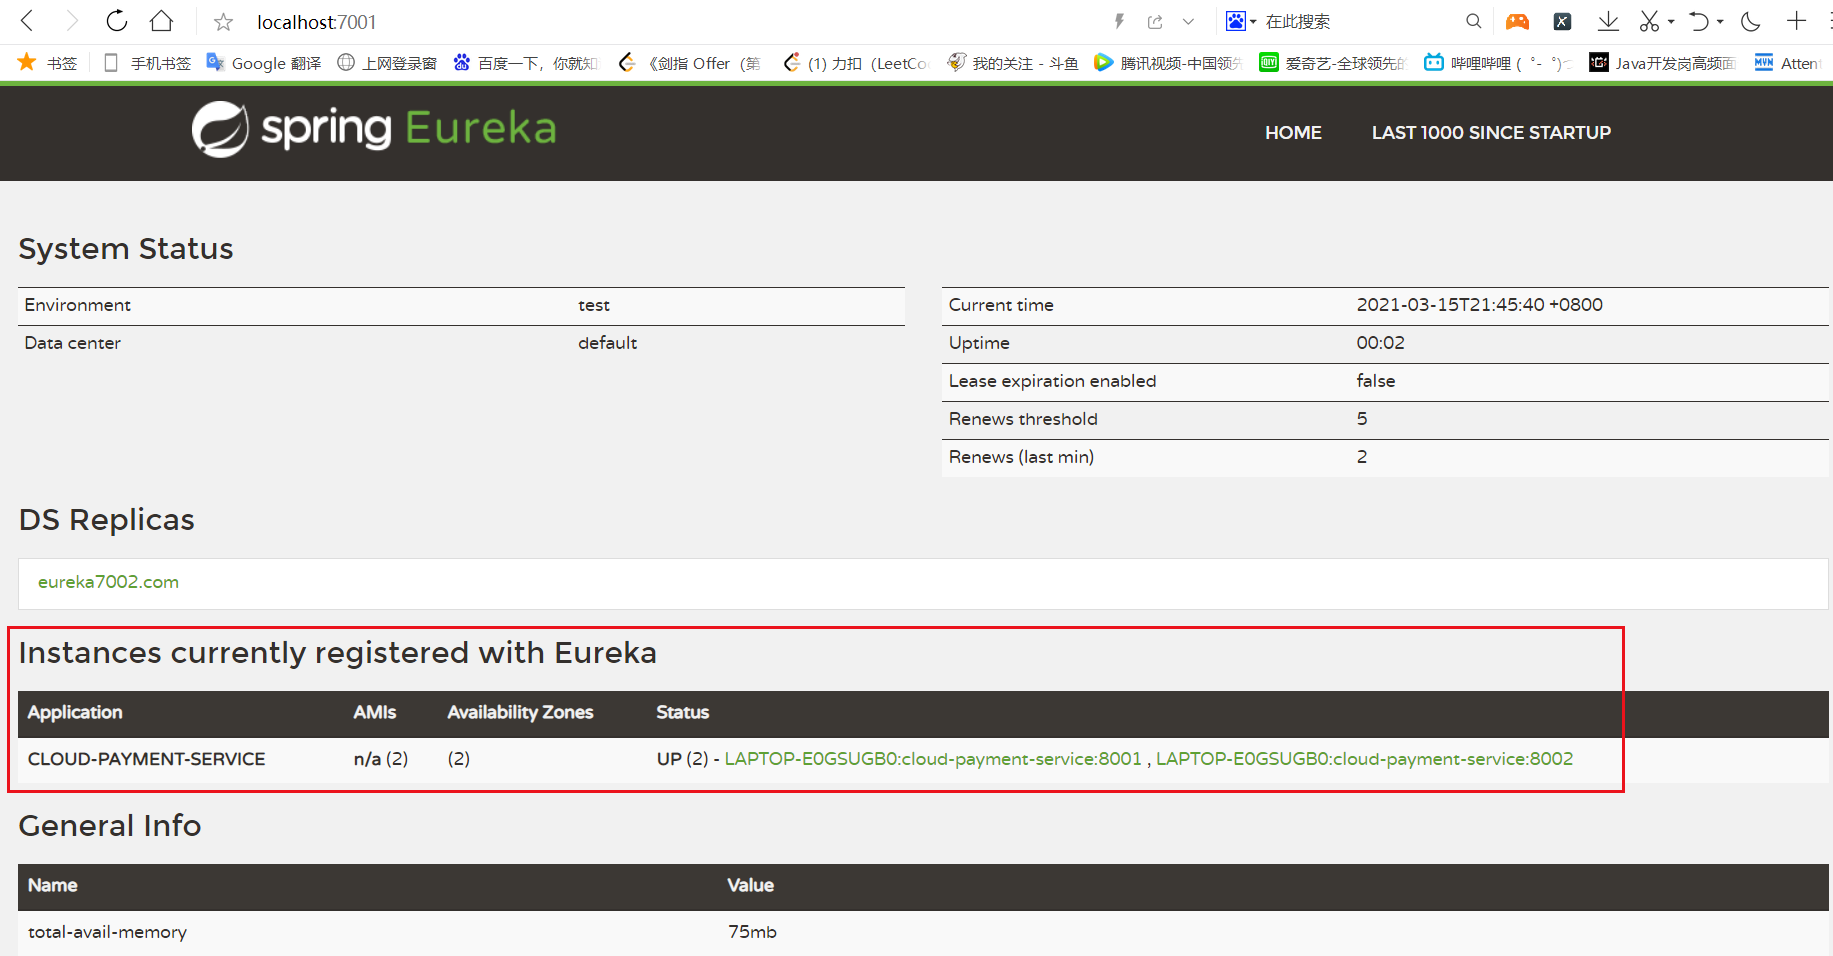 localhost:7001
在此搜索
书签 手机书签 Google 翻译 上网登录窗 百度一下，你就知 《剑指 Offer（第 (1) 力扣（LeetCo 我的关注 - 斗鱼 腾讯视频-中国领先 爱奇艺-全球领先的 哔哩哔哩 ( ゜- ゜)つ Java开发岗高频面 Attent
spring Eureka
HOME LAST 1000 SINCE STARTUP
System Status
Environment test
Data center default
Current time 2021-03-15T21:45:40 +0800
Uptime 00:02
Lease expiration enabled false
Renews threshold 5
Renews (last min) 2
DS Replicas
eureka7002.com
Instances currently registered with Eureka
Application AMIs Availability Zones Status
CLOUD-PAYMENT-SERVICE n/a (2) (2) UP (2) - LAPTOP-E0GSUGB0:cloud-payment-service:8001 , LAPTOP-E0GSUGB0:cloud-payment-service:8002
General Info
Name Value
total-avail-memory 75mb